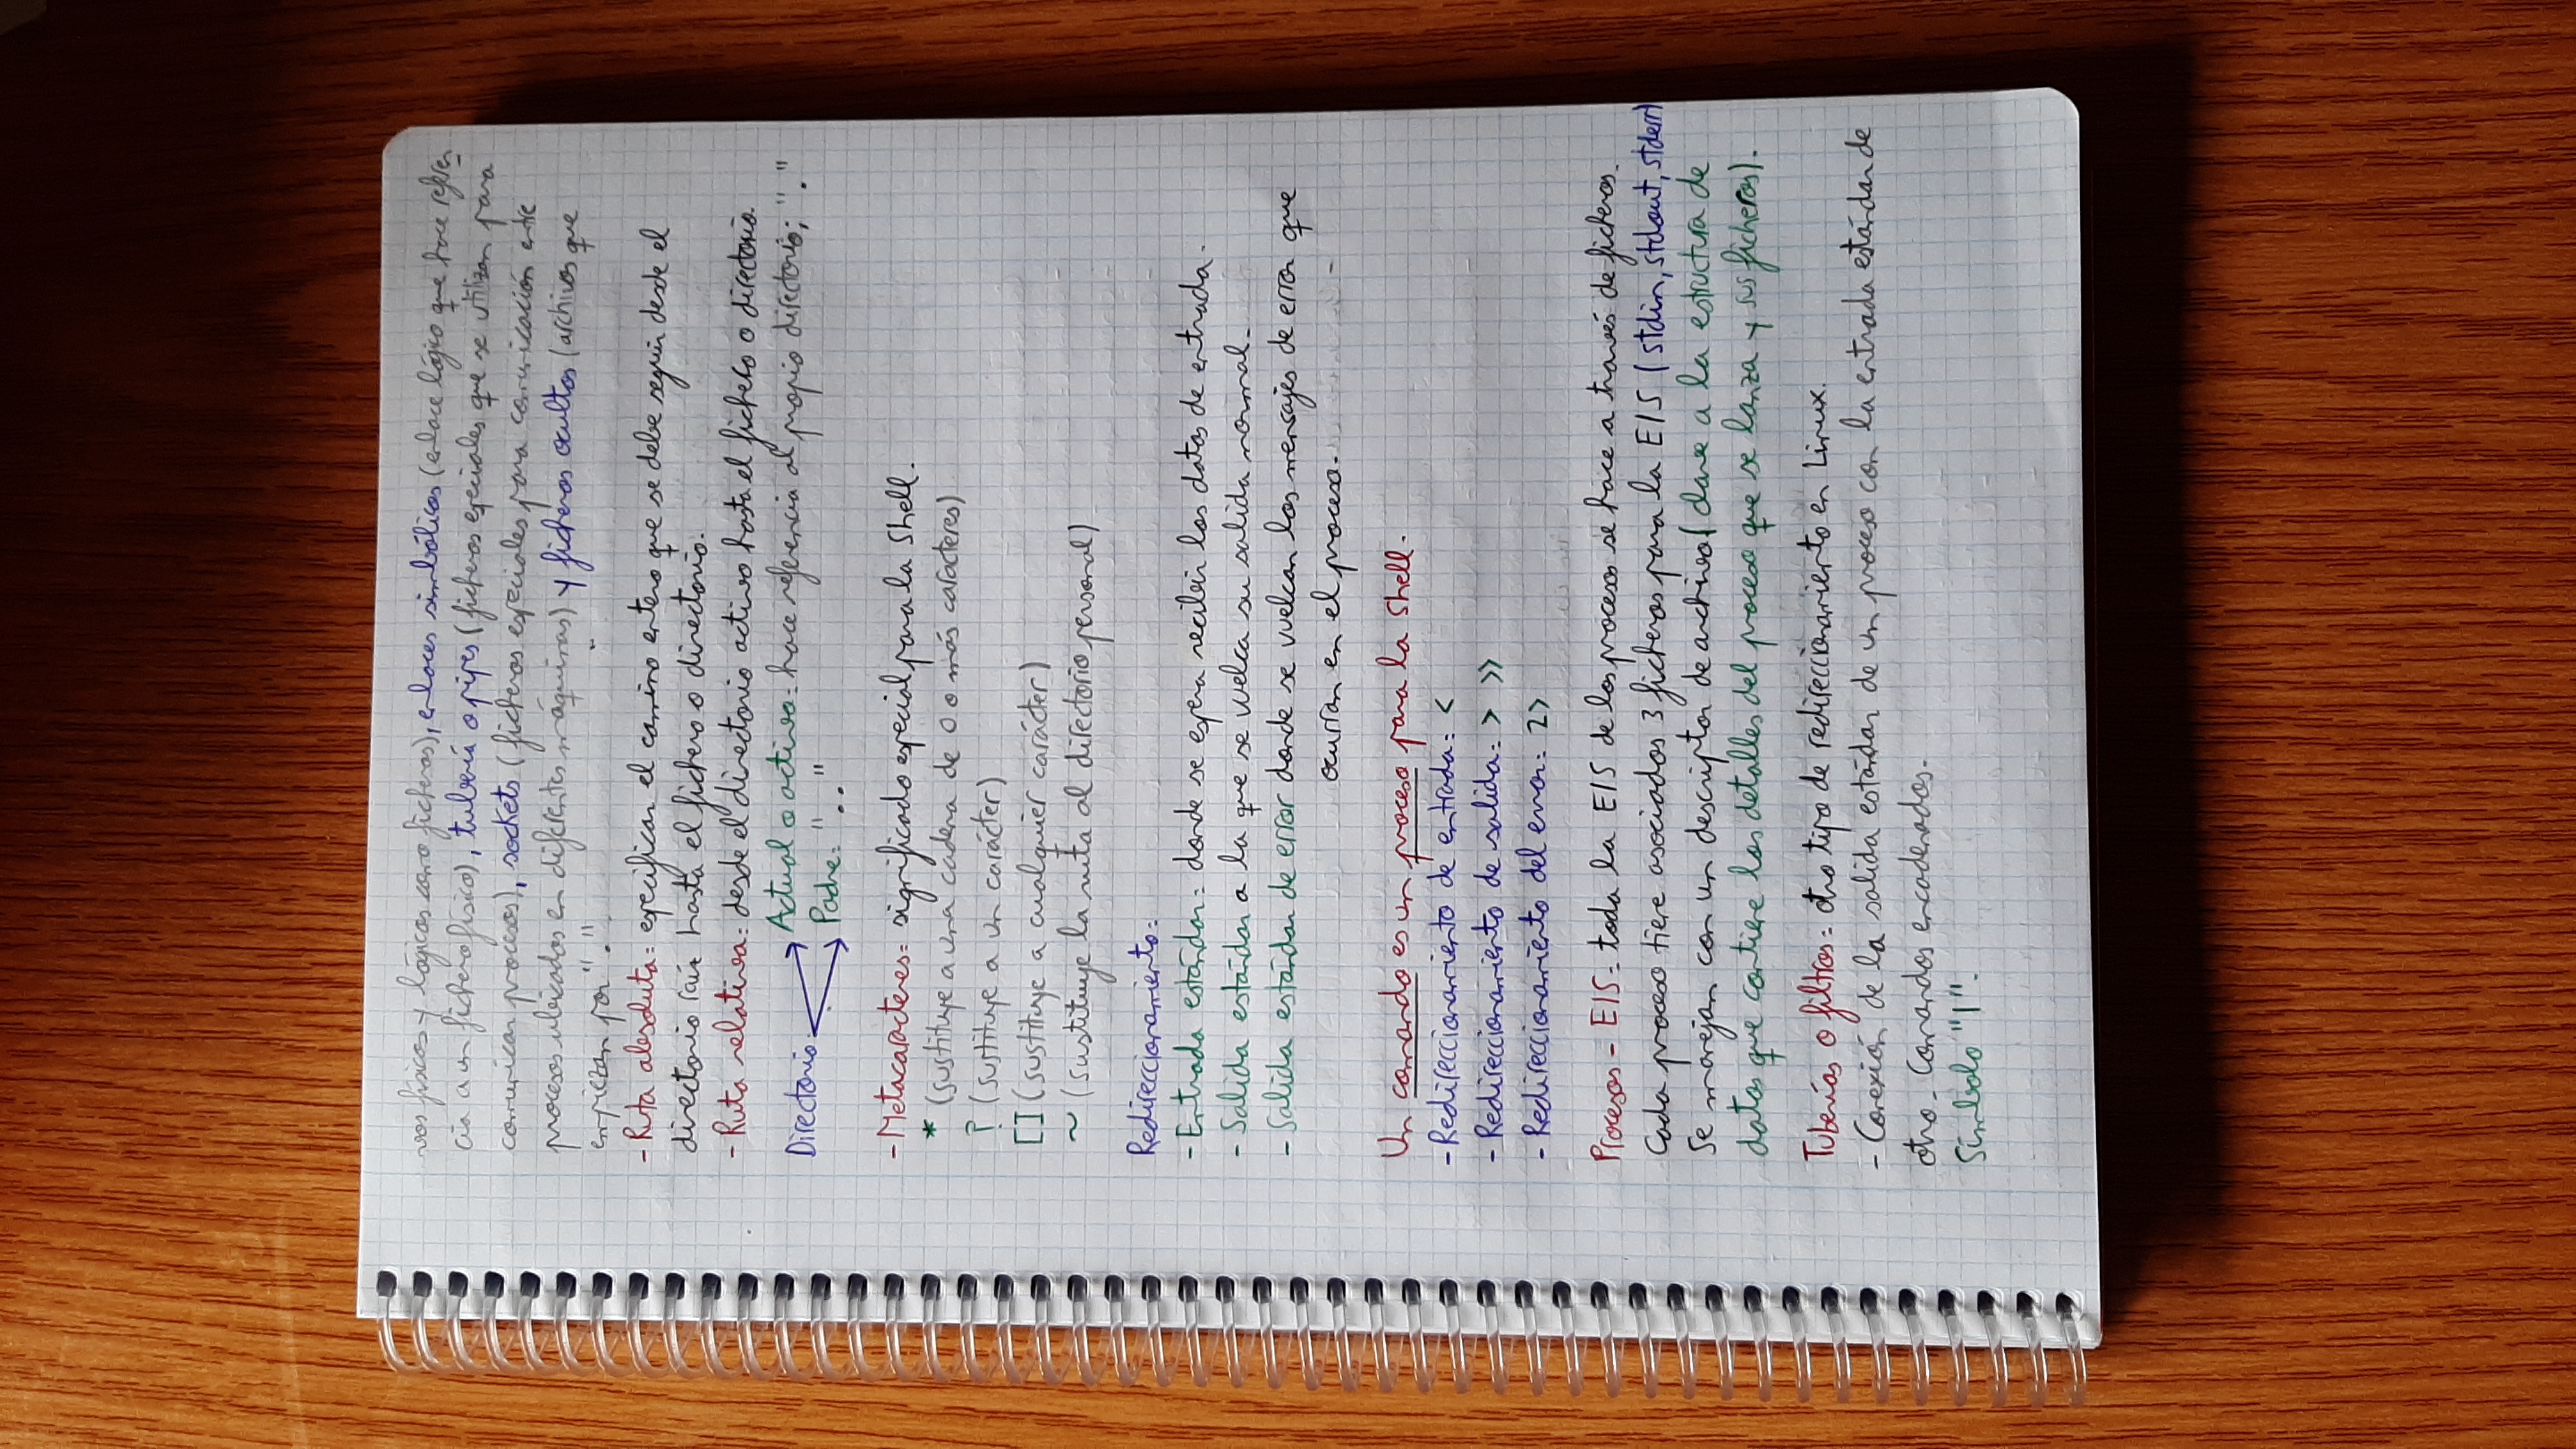 vos físicos y lógicos como ficheros), enlaces simbólicos (enlace lógico que hace referen
cia a un fichero físico), tubería o pipes (ficheros especiales que se utilizan para
comunicar procesos), sockets (ficheros especiales para comunicación entre
procesos ubicados en diferentes máquinas) y ficheros ocultos (archivos que
empiezan por ".".
- Ruta absoluta: especificar el camino entero que se debe seguir desde el
directorio raíz hasta el fichero o directorio.
- Ruta relativa: desde el directorio activo hasta el fichero o directorio.
Directorio: Actual o activo: hace referencia al propio directorio; "."
Padre: ".."
- Metacaracteres: significado especial para la Shell.
* (sustituye a una cadena de 0 o más caracteres)
? (sustituye a un carácter)
[] (sustituye a cualquier carácter)
~ (sustituye la ruta al directorio personal)
Redireccionamiento:
- Entrada estándar: donde se espera recibir los datos de entrada.
- Salida estándar a la que se vuelca su salida normal.
- Salida estándar de error donde se vuelcan los mensajes de error que
ocurran en el proceso.
Un comando es un proceso para la Shell.
- Redireccionamiento de entrada: <
- Redireccionamiento de salida: > >>
- Redireccionamiento del error: 2>
Procesos - E/S: toda la E/S de los procesos se hace a través de ficheros.
Cada proceso tiene asociados 3 ficheros para la E/S (stdin, stdout, stderr)
Se manejan con un descriptor de archivo (clave a la estructura de
datos que contiene los detalles del proceso que se lanza y sus ficheros).
Tuberías o filtros: otro tipo de redireccionamiento en Linux.
- Conexión de la salida estándar de un proceso con la entrada estándar de
otro. Comandos encadenados.
Símbolo "|".